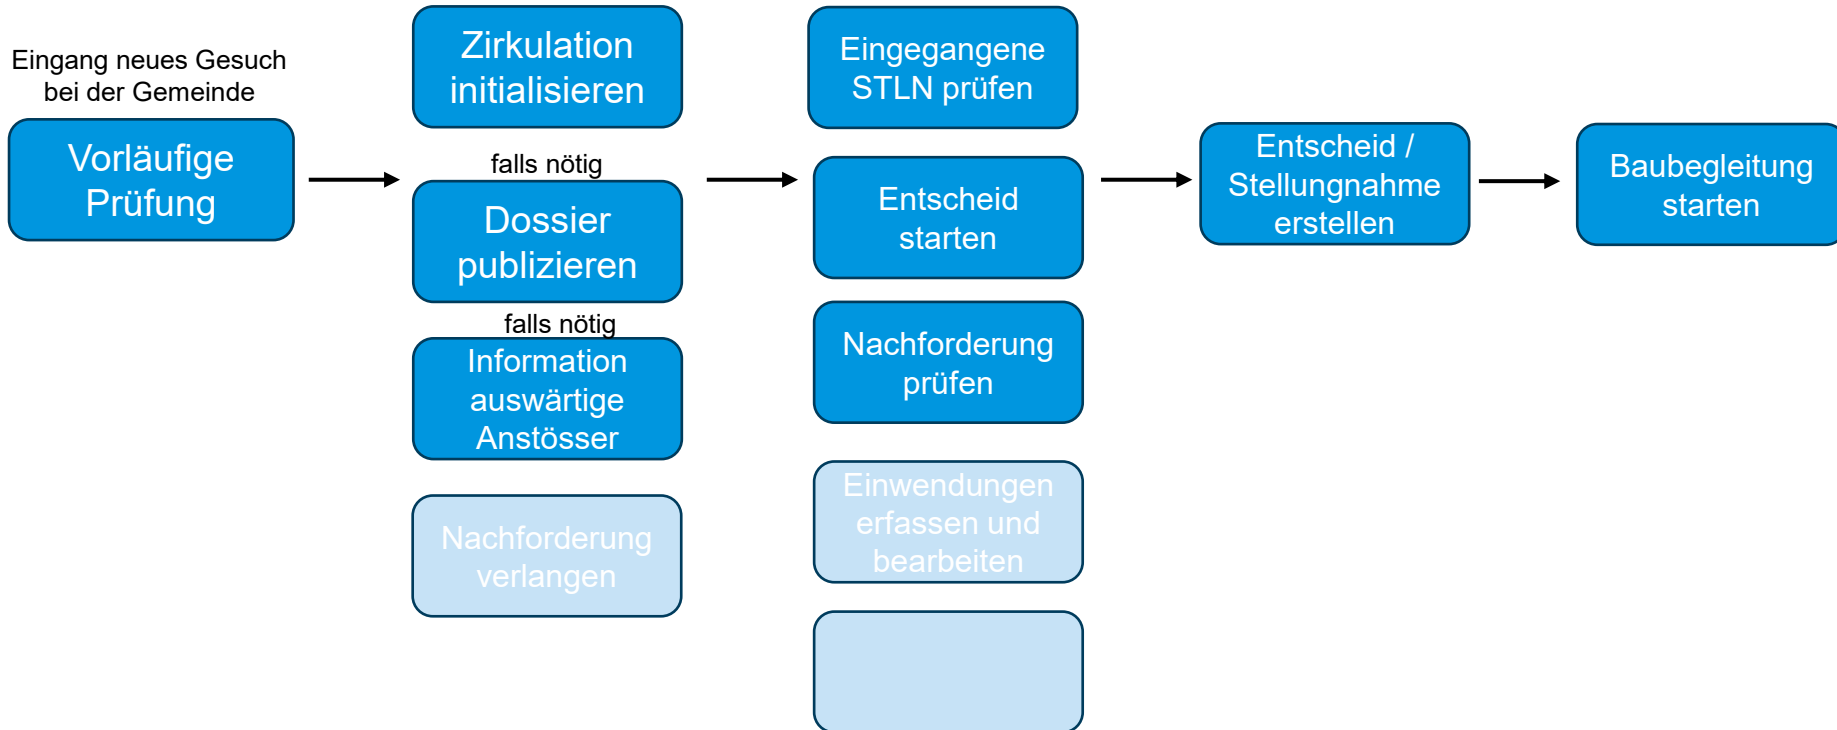 Eingang neues Gesuch
bei der Gemeinde
Vorläufige
Prüfung
Zirkulation
initialisieren
falls nötig
Dossier
publizieren
falls nötig
Information
auswärtige
Anstösser
Nachforderung
verlangen
Eingegangene
STLN prüfen
Entscheid
starten
Nachforderung
prüfen
Einwendungen
erfassen und
bearbeiten
Entscheid /
Stellungnahme
erstellen
Baubegleitung
starten